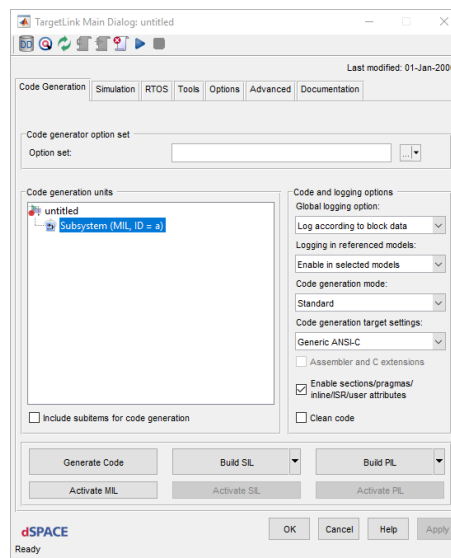 TargetLink Main Dialog: untitled
DD
Last modified: 01-Jan-200
Code Generation Simulation RTOS Tools Options Advanced Documentation
Code generator option set
Option set:
...
Code generation units
untitled
Subsystem (MIL, ID = a)
Include subitems for code generation
Code and logging options
Global logging option:
Log according to block data
Logging in referenced models:
Enable in selected models
Code generation mode:
Standard
Code generation target settings:
Generic ANSI-C
Assembler and C extensions
Enable sections/pragmas/
inline/ISR/user attributes
Clean code
Generate Code Build SIL Build PIL
Activate MIL Activate SIL Activate PIL
dSPACE
OK Cancel Help Apply
Ready